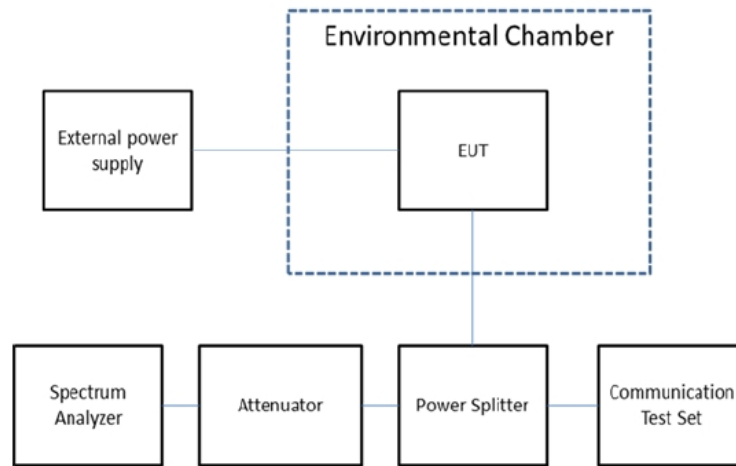 Environmental Chamber
External power
supply
EUT
Spectrum
Analyzer
Attenuator
Power Splitter
Communication
Test Set